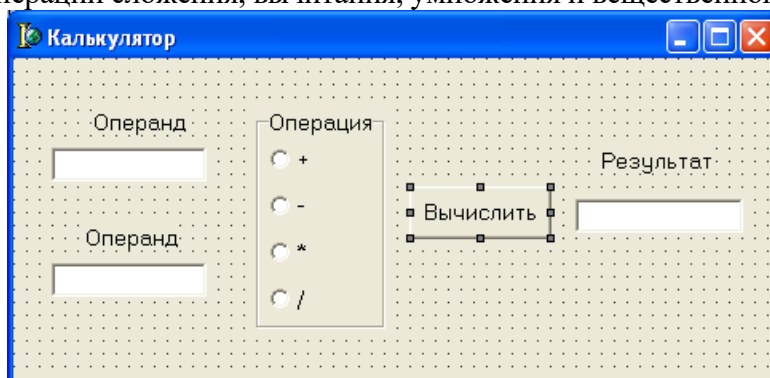 операции сложения, вычитания, умножения и вещественно
Калькулятор
Операнд
Операция
+
-
*
/
Вычислить
Результат
Операнд